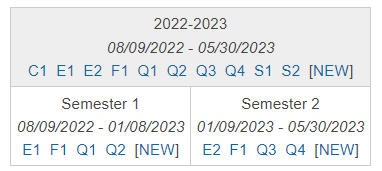 2022-2023
08/09/2022 - 05/30/2023
C1 E1 E2 F1 Q1 Q2 Q3 Q4 S1 S2 [NEW]
Semester 1
08/09/2022 - 01/08/2023
E1 F1 Q1 Q2 [NEW]
Semester 2
01/09/2023 - 05/30/2023
E2 F1 Q3 Q4 [NEW]